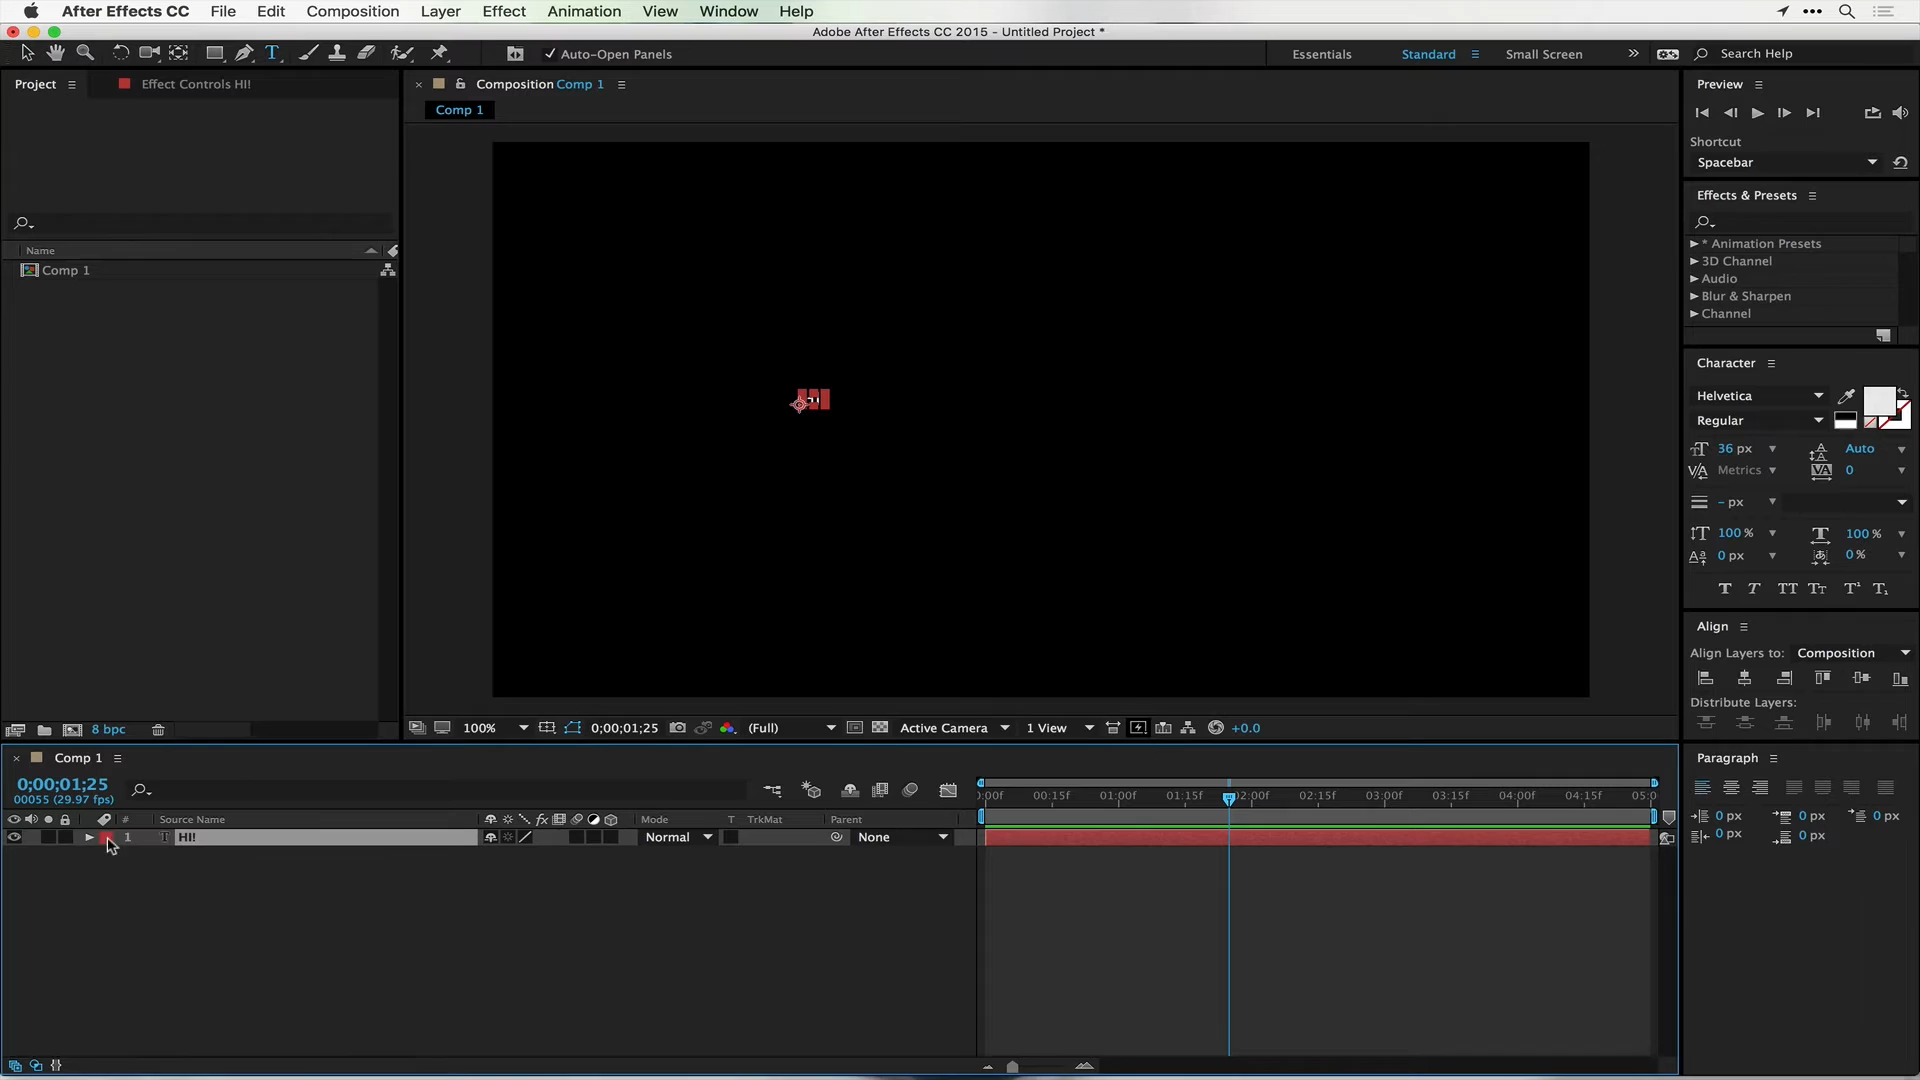 After Effects CC File Edit Composition Layer Effect Animation View Window Help
Adobe After Effects CC 2015 - Untitled Project *
Auto-Open Panels
Essentials Standard Small Screen Search Help
Project Effect Controls HI!
Composition Comp 1
Comp 1
Name
Comp 1
8 bpc
100% 0;00;01;25 (Full) Active Camera 1 View +0.0
Preview
Shortcut
Spacebar
Effects & Presets
* Animation Presets
3D Channel
Audio
Blur & Sharpen
Channel
Character
Helvetica
Regular
36 px Auto
Metrics 0
- px
100 % 100 %
0 px 0 %
Align
Align Layers to: Composition
Distribute Layers:
Paragraph
0 px 0 px 0 px
0 px 0 px
Comp 1
0;00;01;25
00055 (29.97 fps)
):00f 00:15f 01:00f 01:15f 02:00f 02:15f 03:00f 03:15f 04:00f 04:15f 05:0
# Source Name Mode T TrkMat Parent
1 HI! Normal None